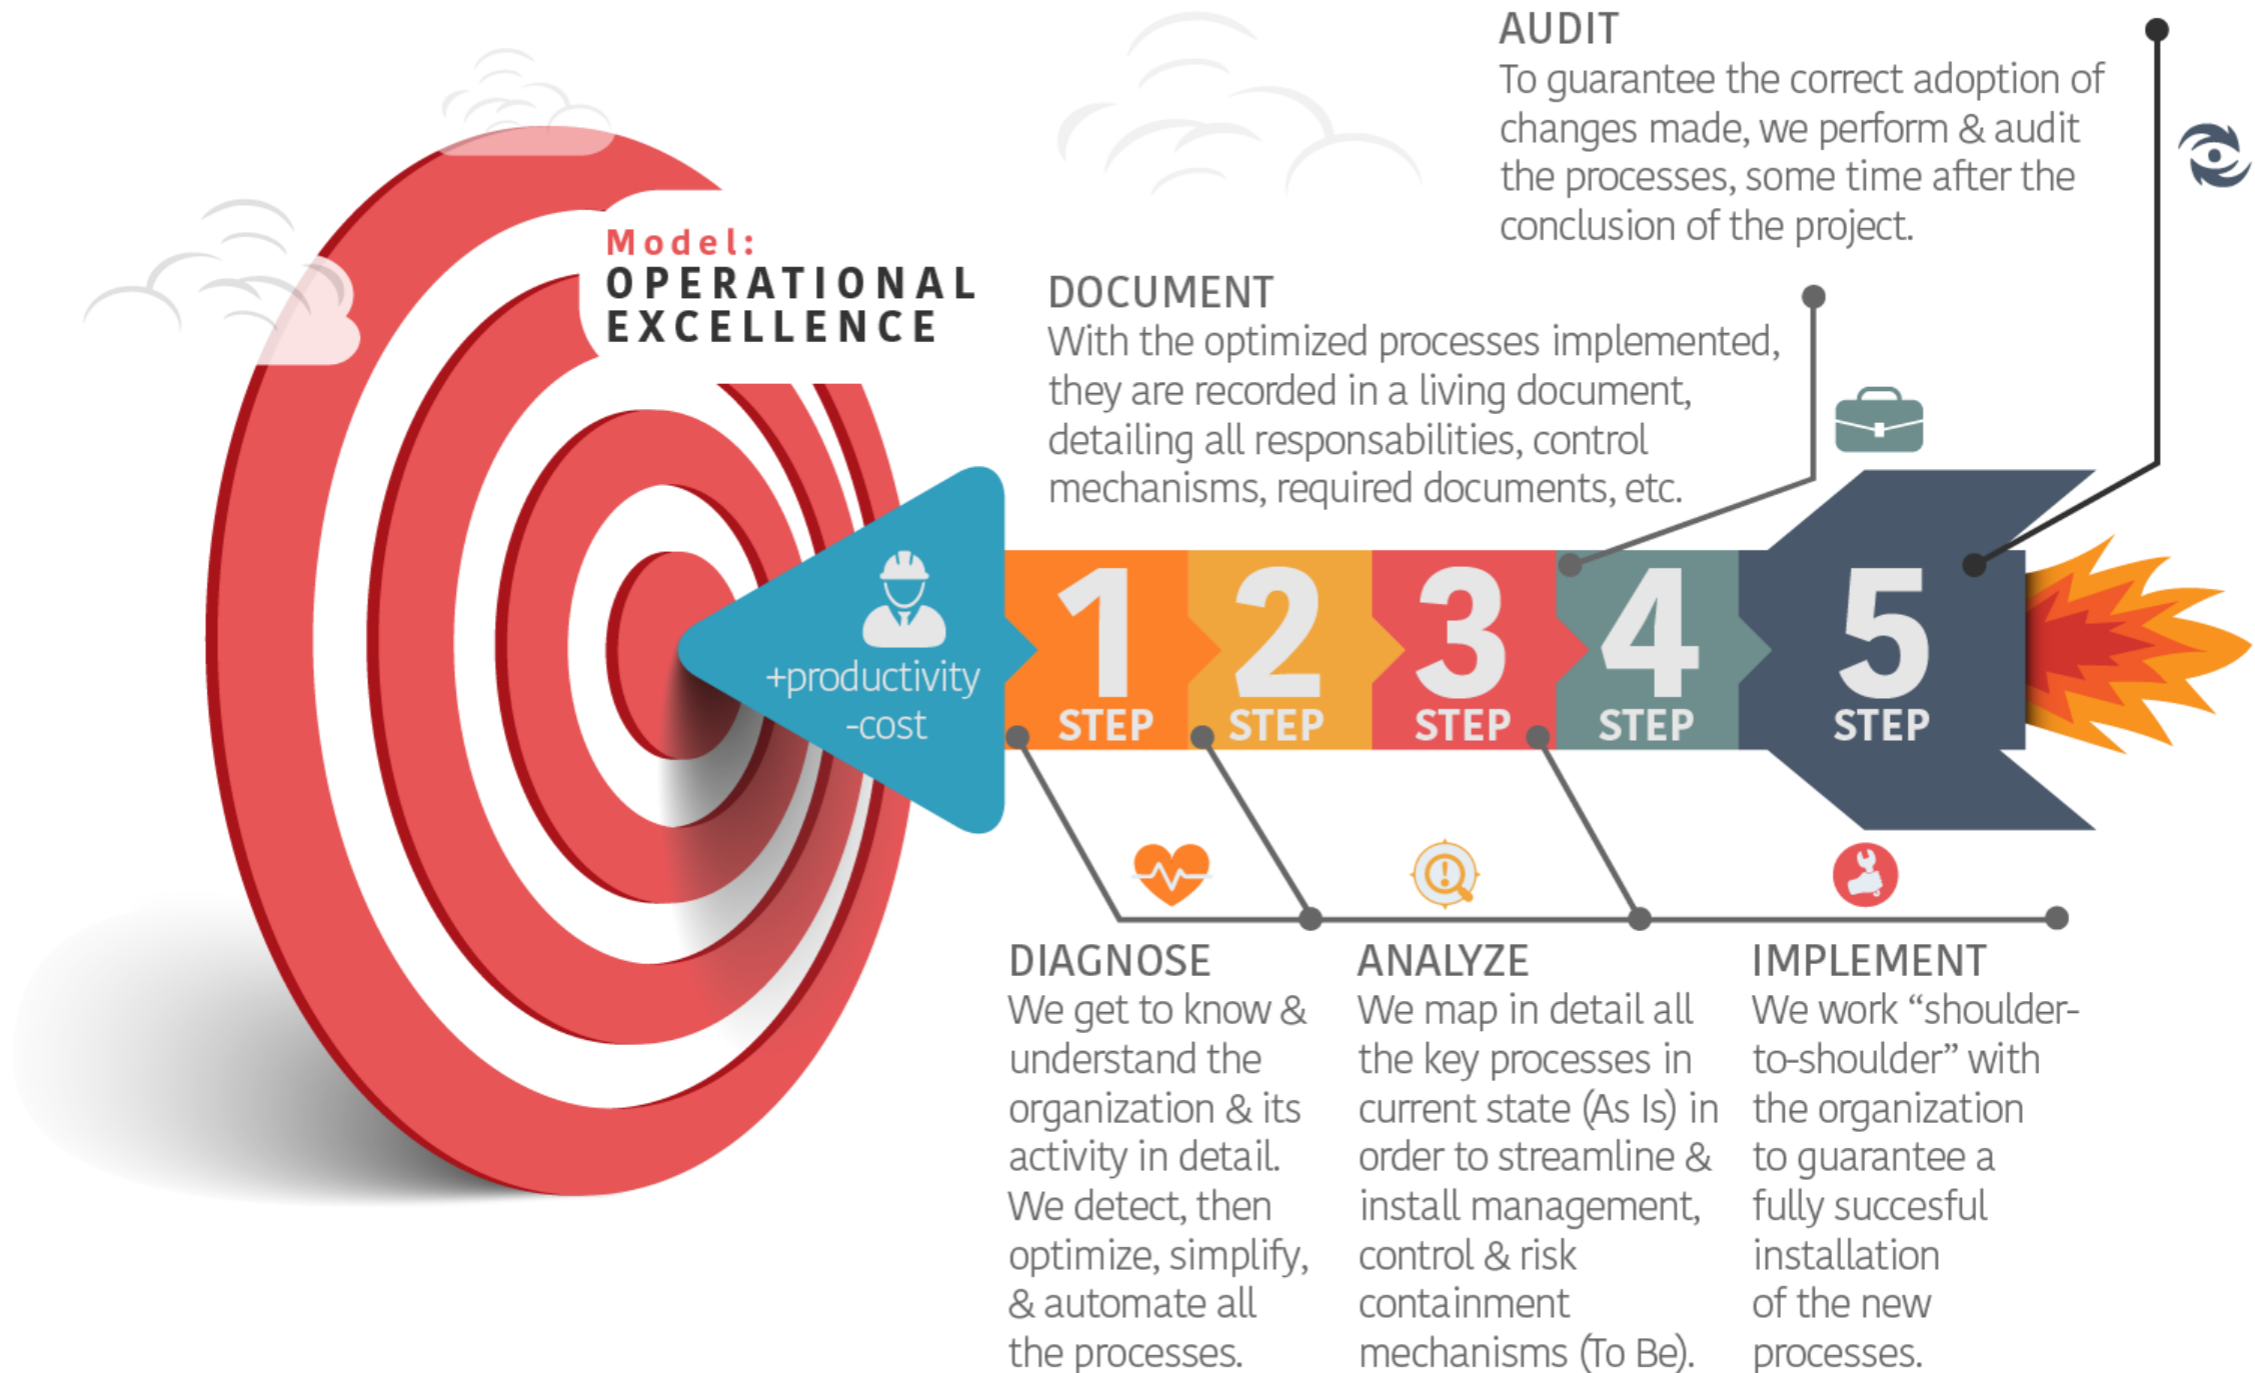 Model:
OPERATIONAL
EXCELLENCE
AUDIT
To guarantee the correct adoption of
changes made, we perform & audit
the processes, some time after the
conclusion of the project.
DOCUMENT
With the optimized processes implemented,
they are recorded in a living document,
detailing all responsabilities, control
mechanisms, required documents, etc.
+productivity
-cost
1
STEP
2
STEP
3
STEP
4
STEP
5
STEP
DIAGNOSE
We get to know &
understand the
organization & its
activity in detail.
We detect, then
optimize, simplify,
& automate all
the processes.
ANALYZE
We map in detail all
the key processes in
current state (As Is) in
order to streamline &
install management,
control & risk
containment
mechanisms (To Be).
IMPLEMENT
We work “shoulder-
to-shoulder” with
the organization
to guarantee a
fully succesful
installation
of the new
processes.